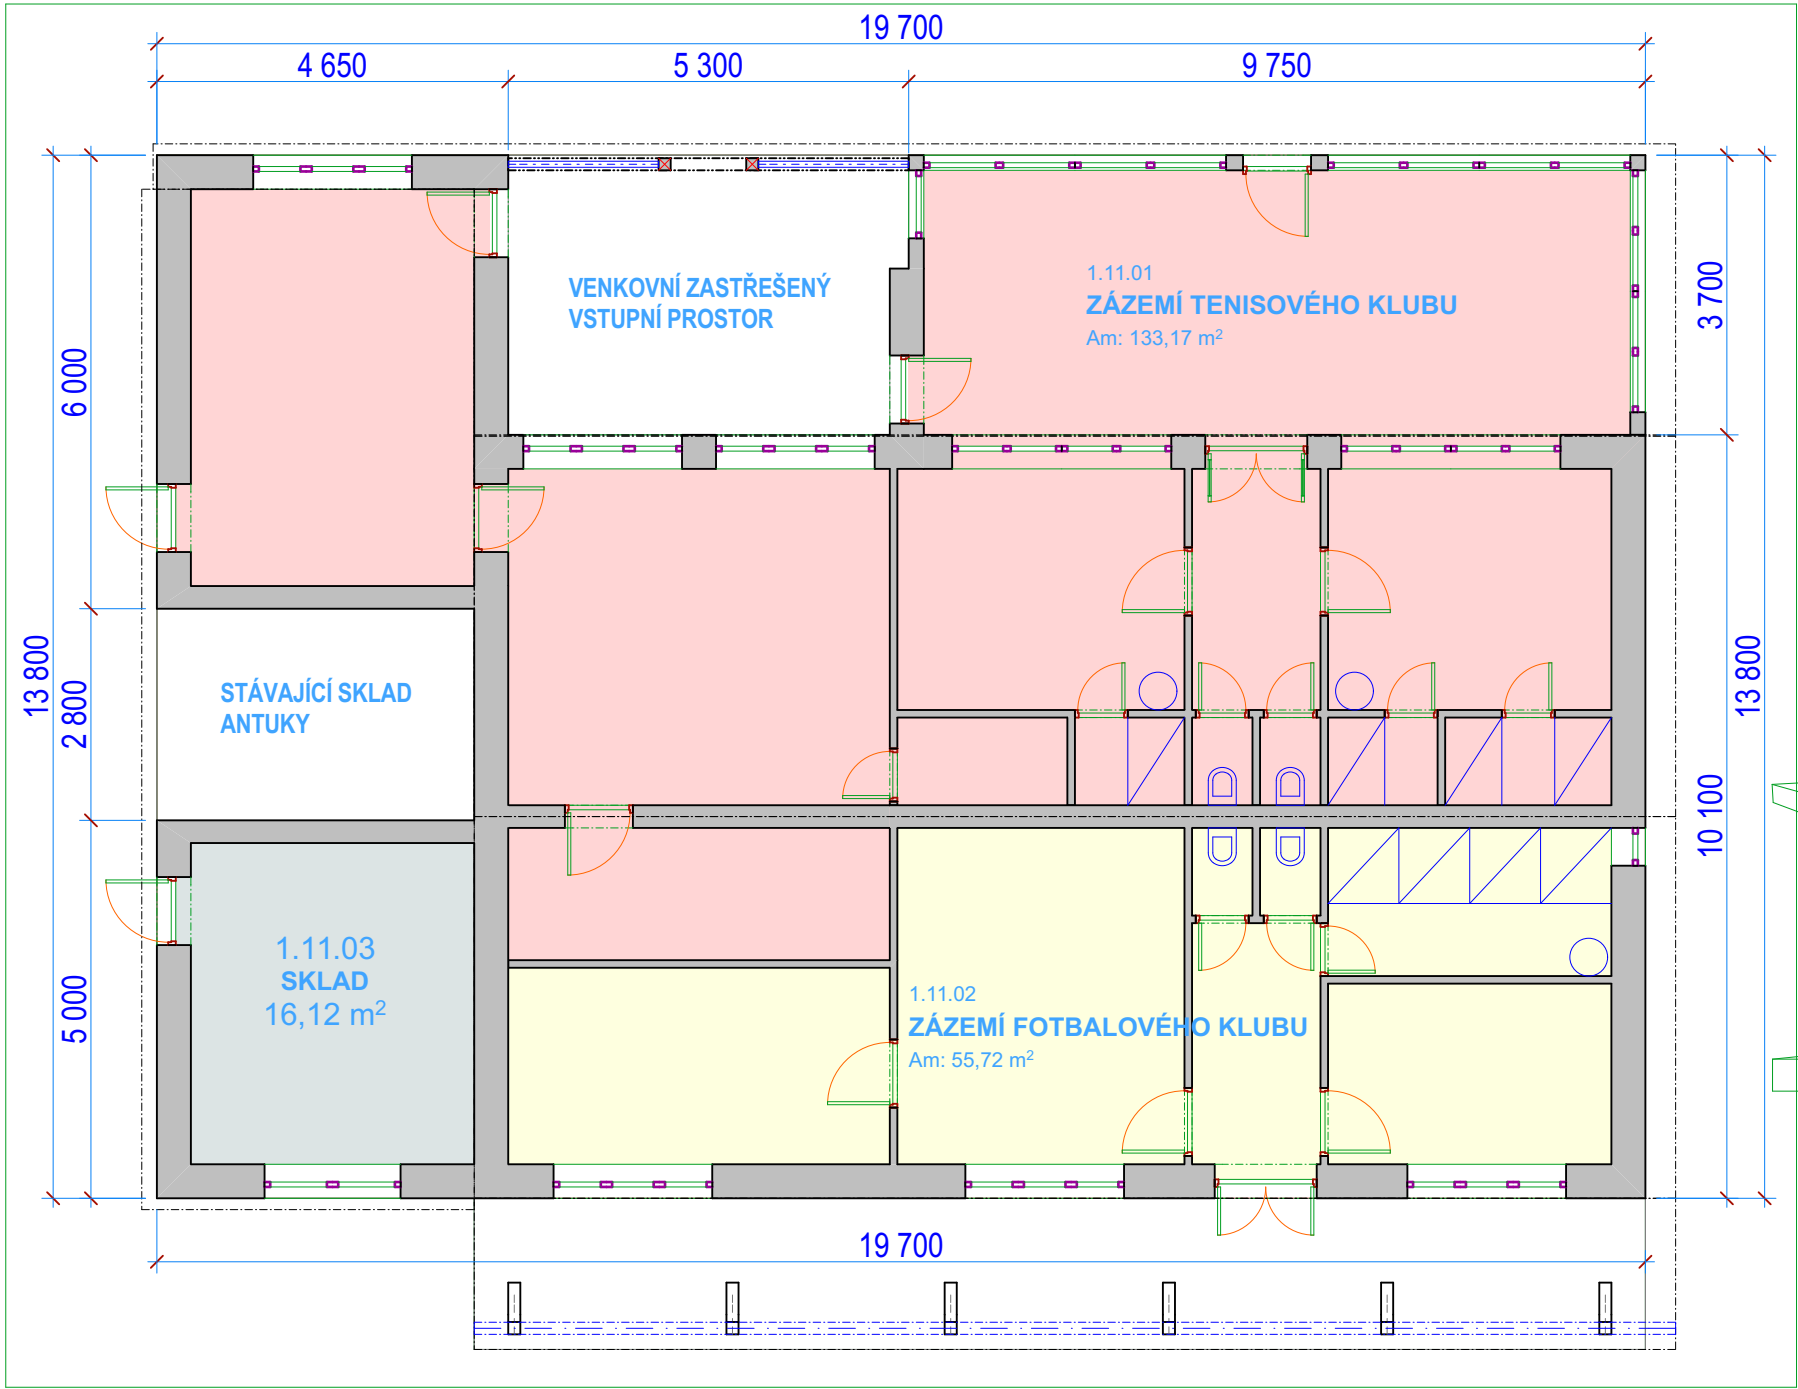 19 700
4 650
5 300
9 750
VENKOVNÍ ZASTŘEŠENÝ
VSTUPNÍ PROSTOR
1.11.01
ZÁZEMÍ TENISOVÉHO KLUBU
Am: 133,17 m²
3 700
6 000
13 800
2 800
STÁVAJÍCÍ SKLAD
ANTUKY
13 800
10 100
5 000
1.11.03
SKLAD
16,12 m²
1.11.02
ZÁZEMÍ FOTBALOVÉHO KLUBU
Am: 55,72 m²
19 700